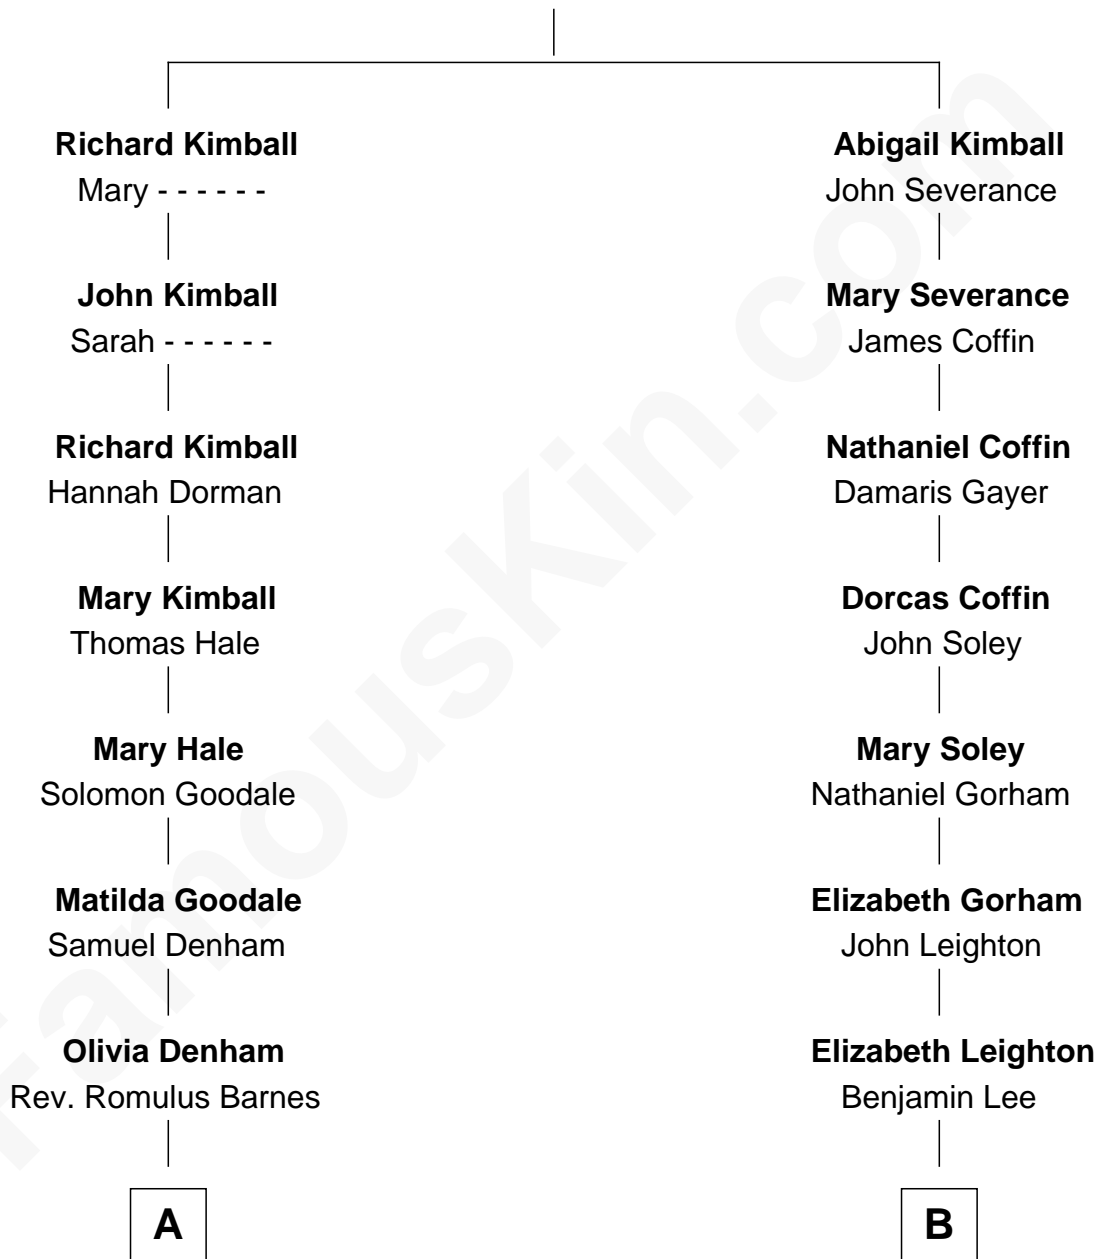 Richard Kimball
Mary - - - - - -
John Kimball
Sarah - - - - - -
Richard Kimball
Hannah Dorman
Mary Kimball
Thomas Hale
Mary Hale
Solomon Goodale
Matilda Goodale
Samuel Denham
Olivia Denham
Rev. Romulus Barnes
A
Abigail Kimball
John Severance
Mary Severance
James Coffin
Nathaniel Coffin
Damaris Gayer
Dorcas Coffin
John Soley
Mary Soley
Nathaniel Gorham
Elizabeth Gorham
John Leighton
Elizabeth Leighton
Benjamin Lee
B
FamousKin.com